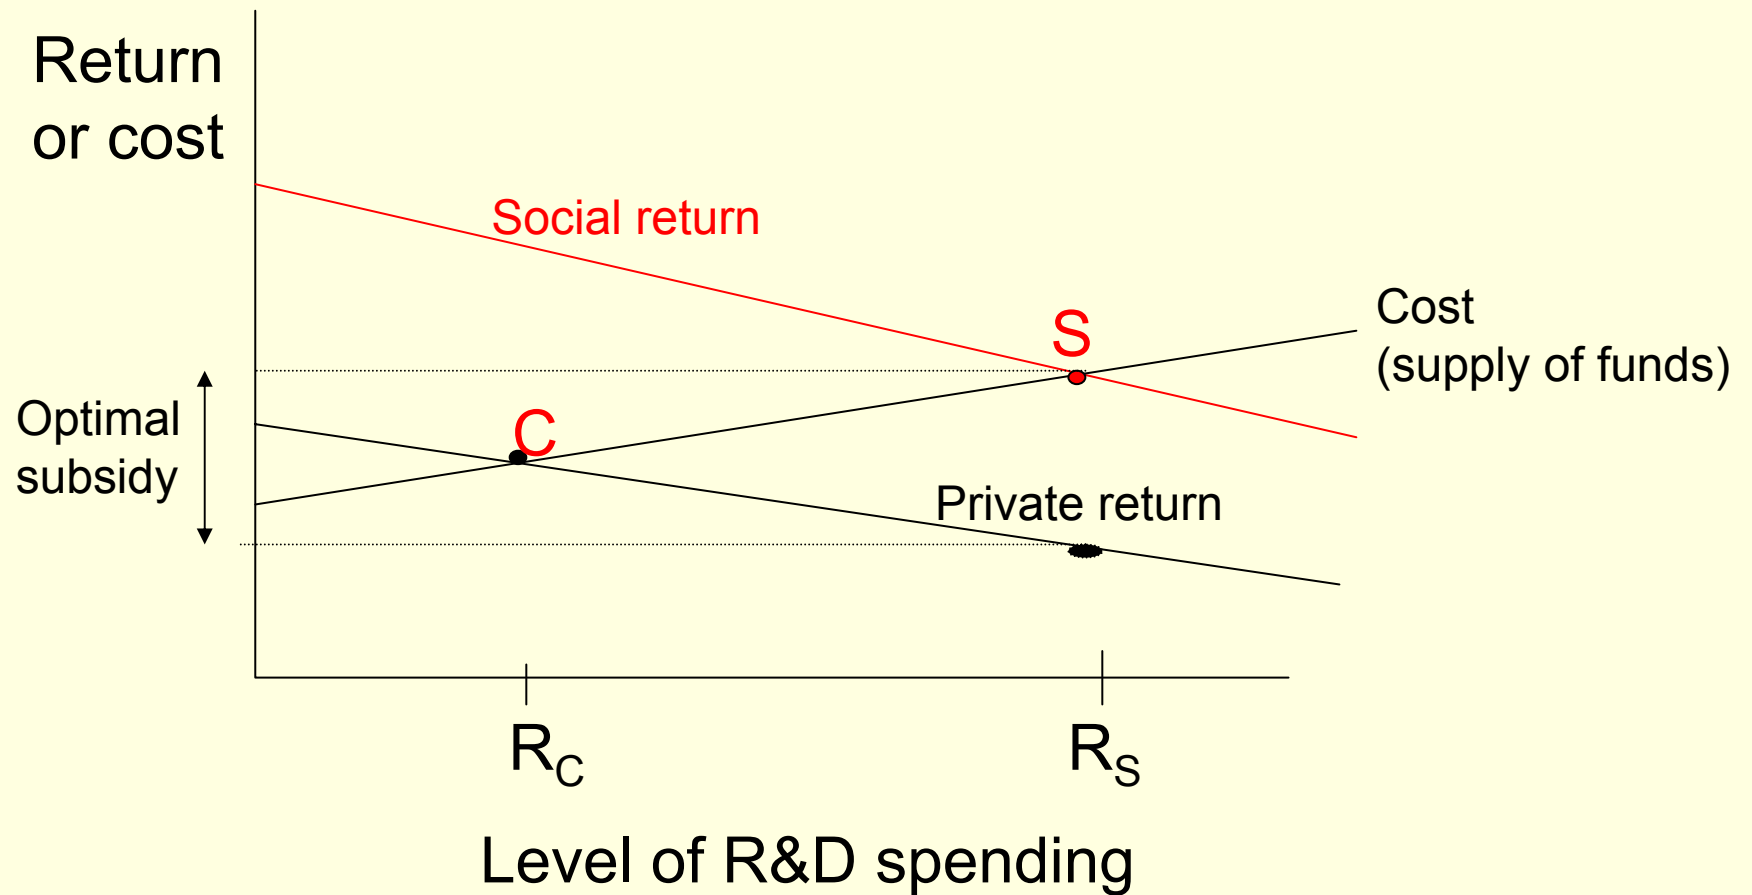 Return
or cost
Social return
S
Cost
(supply of funds)
Optimal
subsidy
C
Private return
R_C
R_S
Level of R&D spending